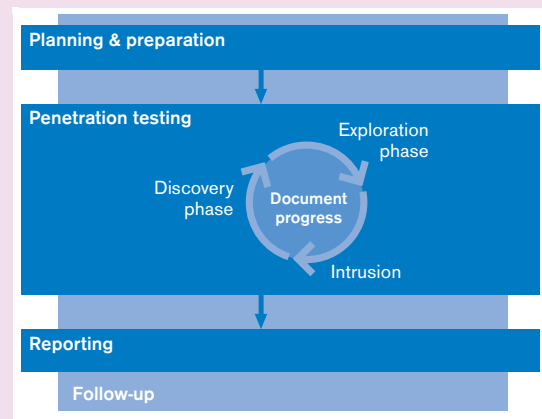 Planning & preparation
Penetration testing
Exploration
phase
Discovery
phase
Document
progress
Intrusion
Reporting
Follow-up